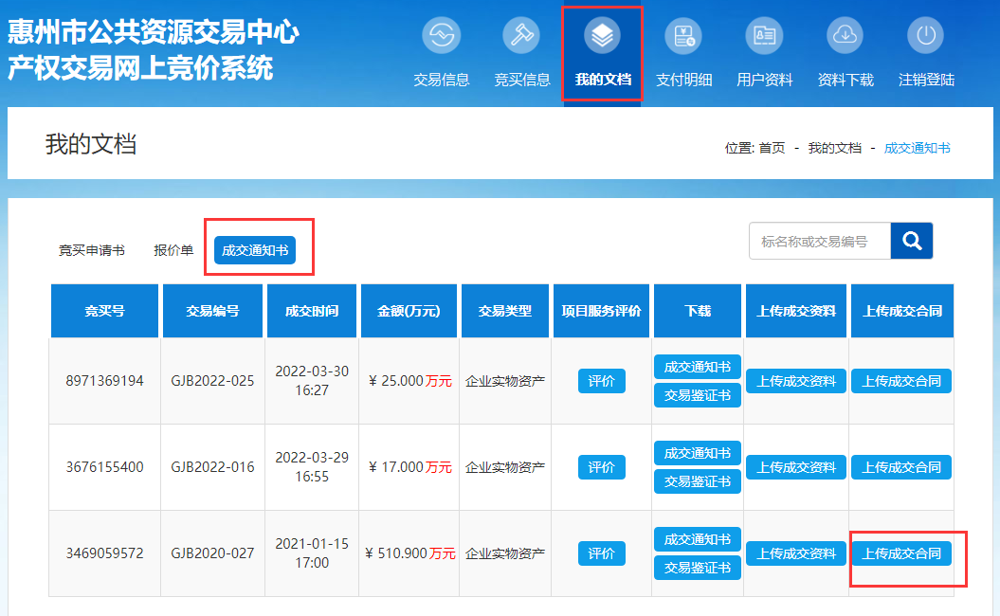 惠州市公共资源交易中心
产权交易网上竞价系统
交易信息 竞买信息 我的文档 支付明细 用户资料 资料下载 注销登陆
我的文档
位置: 首页 - 我的文档 - 成交通知书
竞买申请书 报价单 成交通知书 标名称或交易编号
竞买号 交易编号 成交时间 金额(万元) 交易类型 项目服务评价 下载 上传成交资料 上传成交合同
8971369194 GJB2022-025 2022-03-30 16:27 ¥ 25.000 万元 企业实物资产 评价 成交通知书 交易鉴证书 上传成交资料 上传成交合同
3676155400 GJB2022-016 2022-03-29 16:55 ¥ 17.000 万元 企业实物资产 评价 成交通知书 交易鉴证书 上传成交资料 上传成交合同
3469059572 GJB2020-027 2021-01-15 17:00 ¥ 510.900 万元 企业实物资产 评价 成交通知书 交易鉴证书 上传成交资料 上传成交合同